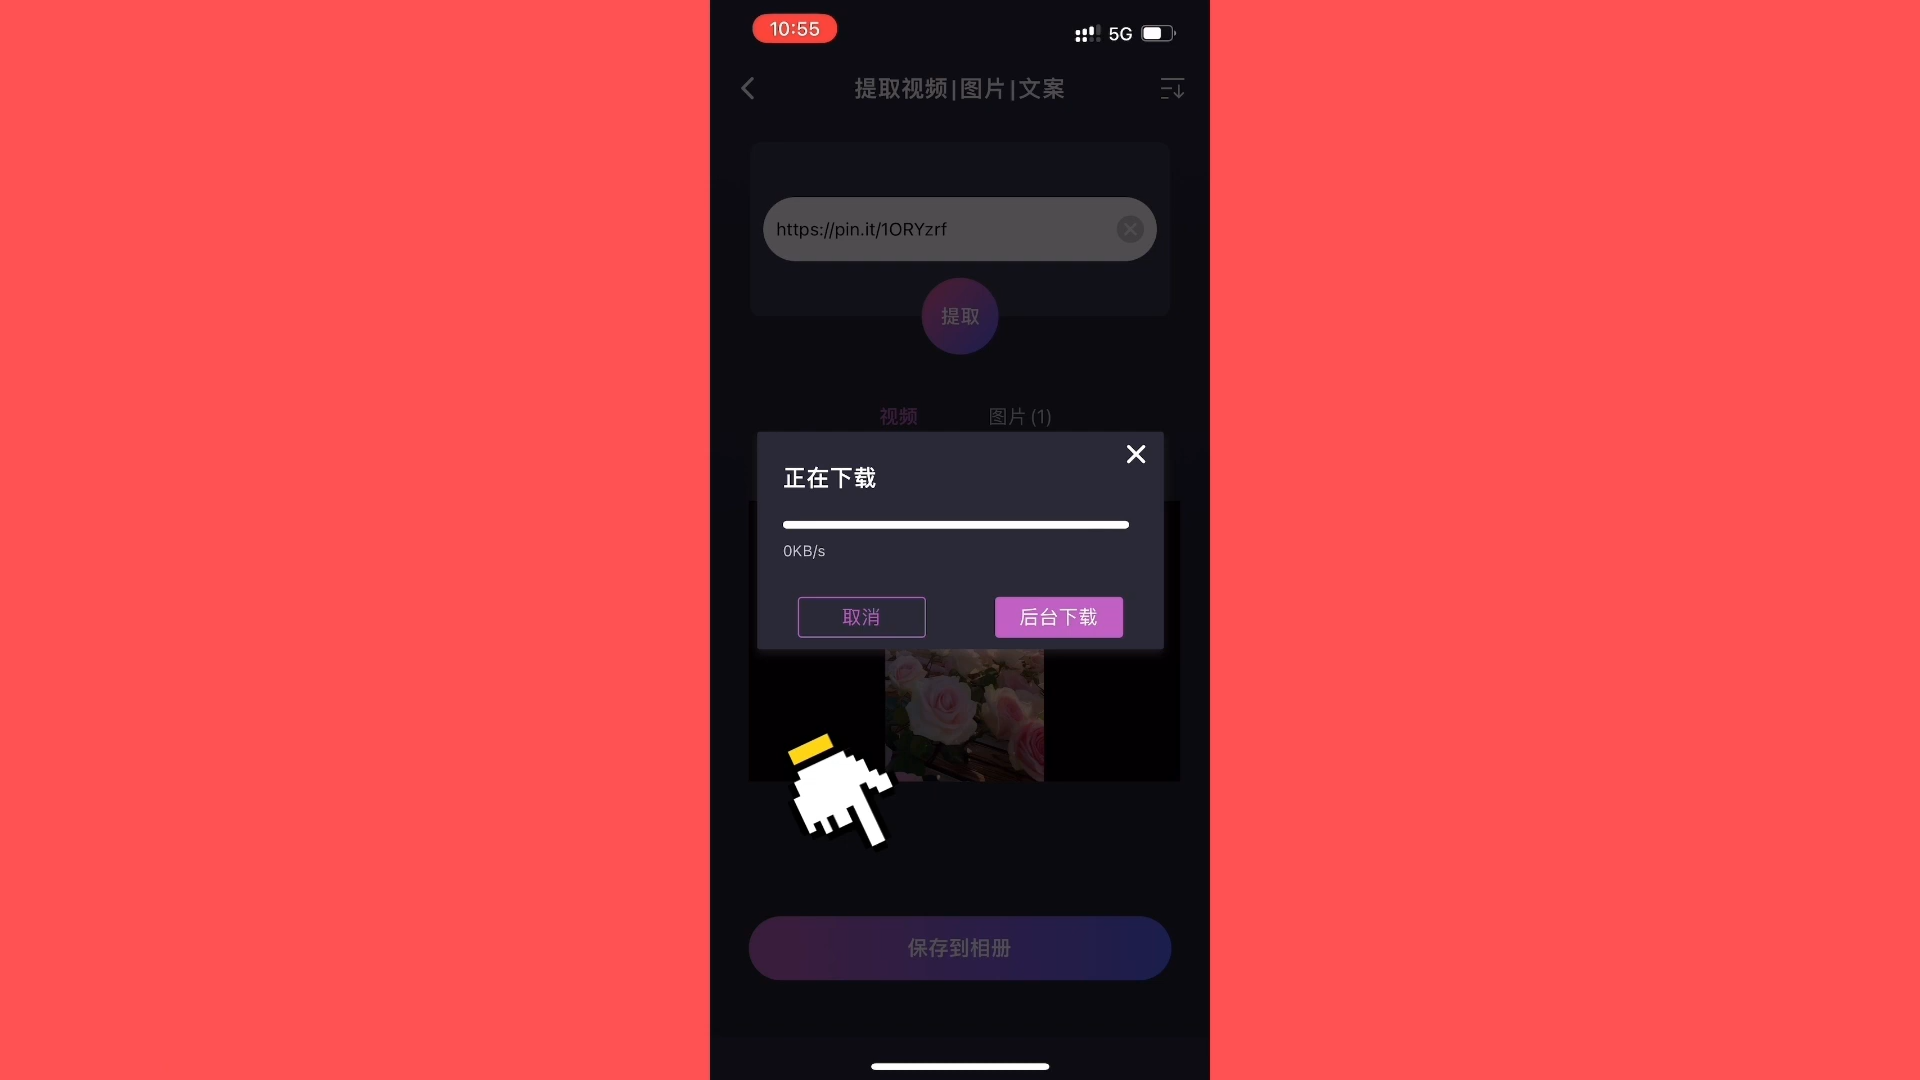 10:55
5G
提取视频|图片|文案
https://pin.it/1ORYzrf
提取
视频
图片 (1)
正在下载
0KB/s
取消
后台下载
保存到相册